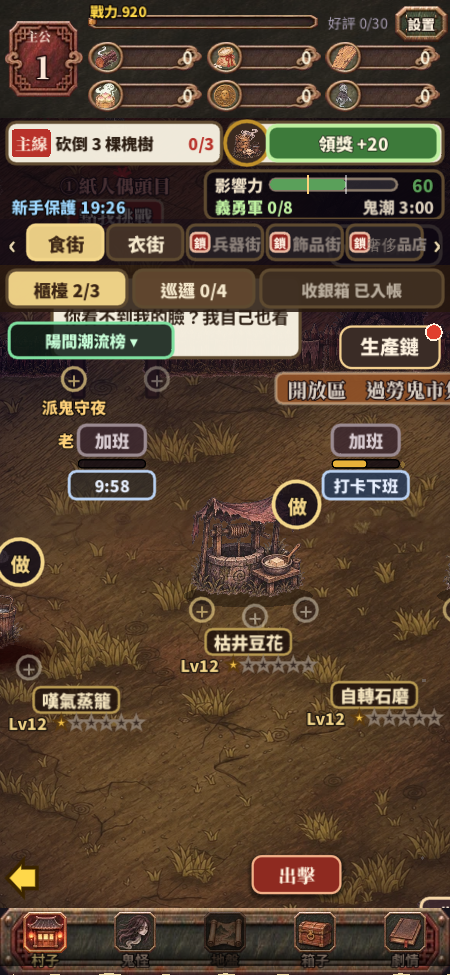 戰力.920
好評 0/30
設置
主公
1
0
0
0
0
0
0
主線 砍倒 3 棵槐樹 0/3
領獎 +20
紙人偶頭目
影響力 60
新手保護 19:26
義勇軍 0/8
鬼潮 3:00
‹ 食街
衣街
鎖 兵器街
鎖 飾品街
鎖 奢侈品店 ›
櫃檯 2/3
巡邏 0/4
收銀箱 已入帳
你看不到我的臉？我自己也看
陽間潮流榜 ▾
生產鏈
派鬼守夜
開放區 過勞鬼市
老
加班
加班
9:58
打卡下班
做
做
枯井豆花
Lv12
嘆氣蒸籠
Lv12
自轉石磨
Lv12
出擊
村子
鬼怪
地盤
箱子
劇情